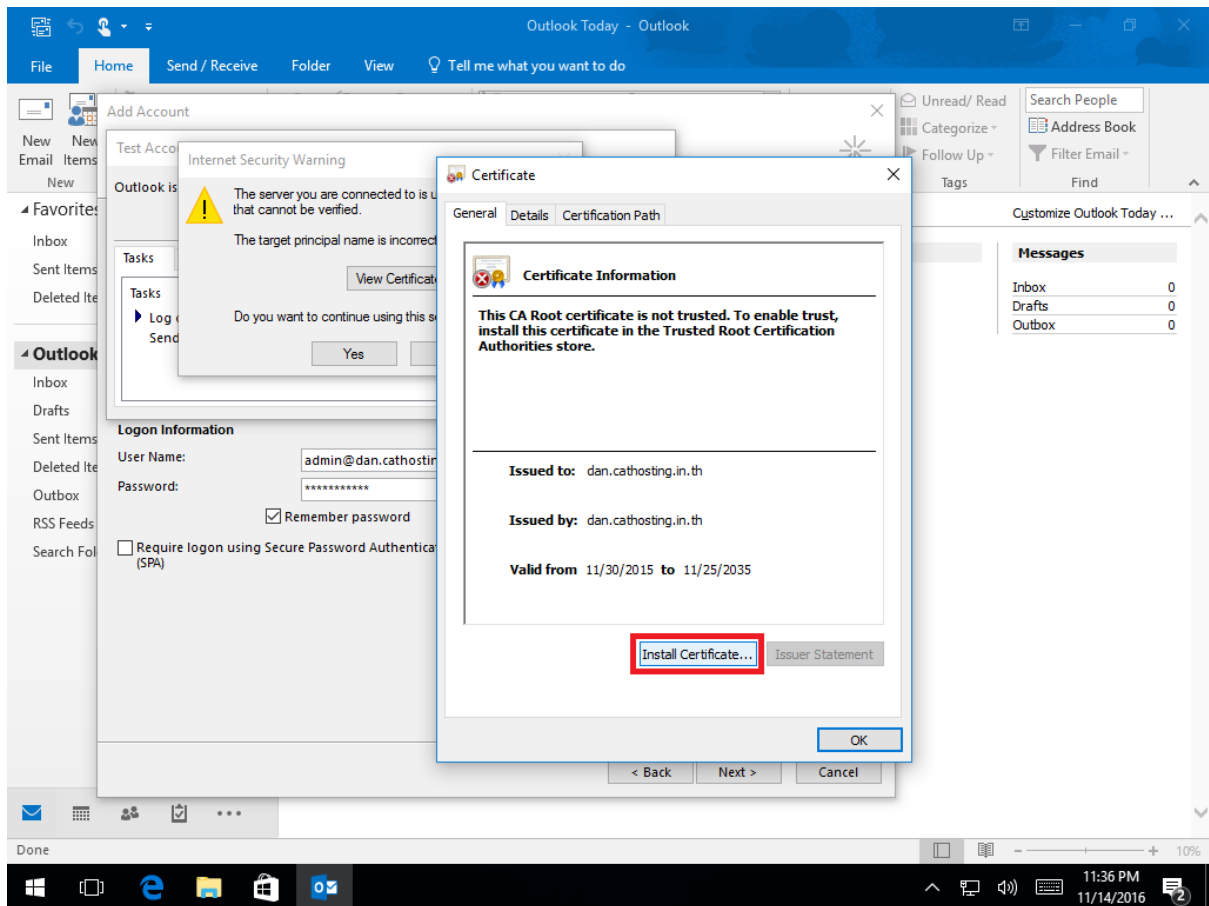 Outlook Today - Outlook
File Home Send / Receive Folder View Tell me what you want to do
New Email
New Items
New
Unread/ Read
Categorize
Follow Up
Tags
Search People
Address Book
Filter Email
Find
Favorites
Inbox
Sent Items
Deleted Ite
Outlook
Inbox
Drafts
Sent Items
Deleted Ite
Outbox
RSS Feeds
Search Fol
Customize Outlook Today ...
Messages
Inbox 0
Drafts 0
Outbox 0
Add Account
Test Acco
Outlook is
Tasks
Tasks
Log
Send
Internet Security Warning
The server you are connected to is u
that cannot be verified.
The target principal name is incorrect
View Certificat
Do you want to continue using this s
Yes
Logon Information
User Name: admin@dan.cathostin
Password: ***********
Remember password
Require logon using Secure Password Authentica
(SPA)
< Back Next > Cancel
Certificate
General Details Certification Path
Certificate Information
This CA Root certificate is not trusted. To enable trust,
install this certificate in the Trusted Root Certification
Authorities store.
Issued to: dan.cathosting.in.th
Issued by: dan.cathosting.in.th
Valid from 11/30/2015 to 11/25/2035
Install Certificate... Issuer Statement
OK
Done
10%
11:36 PM
11/14/2016
2